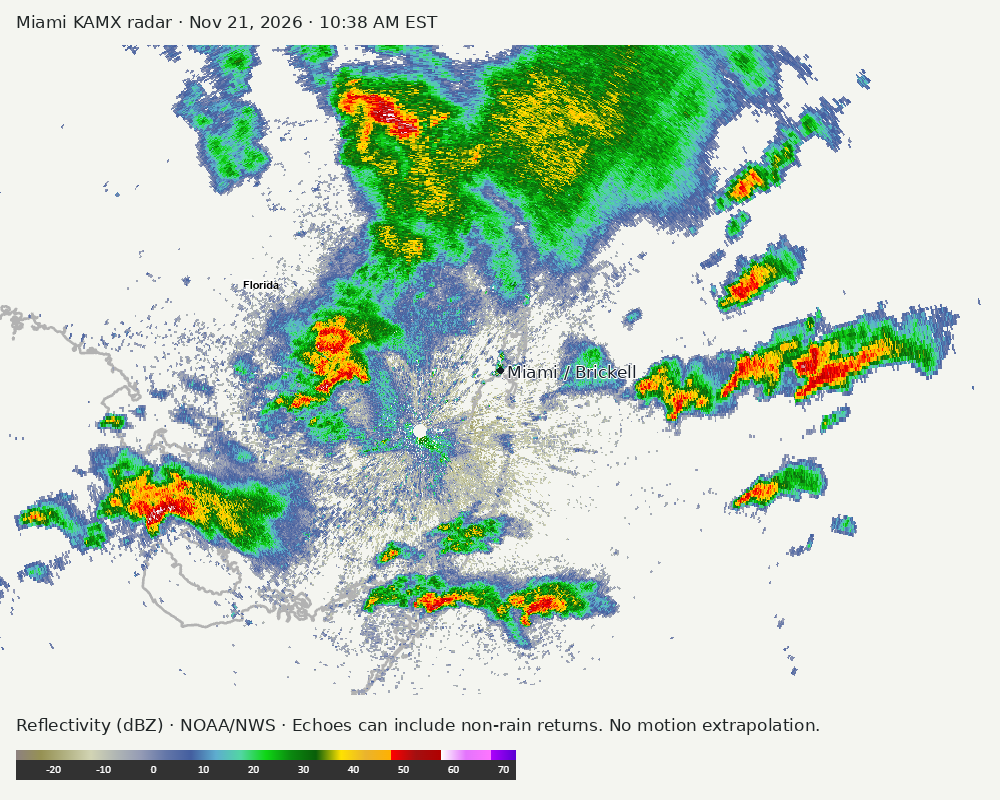 Miami KAMX radar · Nov 21, 2026 · 10:38 AM EST
Florida
Miami / Brickell
Reflectivity (dBZ) · NOAA/NWS · Echoes can include non-rain returns. No motion extrapolation.
-20 -10 0 10 20 30 40 50 60 70